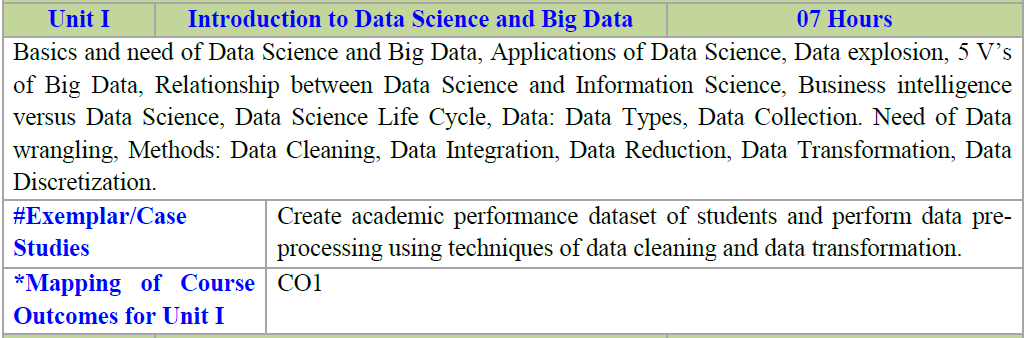 Unit I Introduction to Data Science and Big Data 07 Hours
Basics and need of Data Science and Big Data, Applications of Data Science, Data explosion, 5 V’s
of Big Data, Relationship between Data Science and Information Science, Business intelligence
versus Data Science, Data Science Life Cycle, Data: Data Types, Data Collection. Need of Data
wrangling, Methods: Data Cleaning, Data Integration, Data Reduction, Data Transformation, Data
Discretization.
#Exemplar/Case
Studies
Create academic performance dataset of students and perform data pre-
processing using techniques of data cleaning and data transformation.
*Mapping of Course
Outcomes for Unit I
CO1